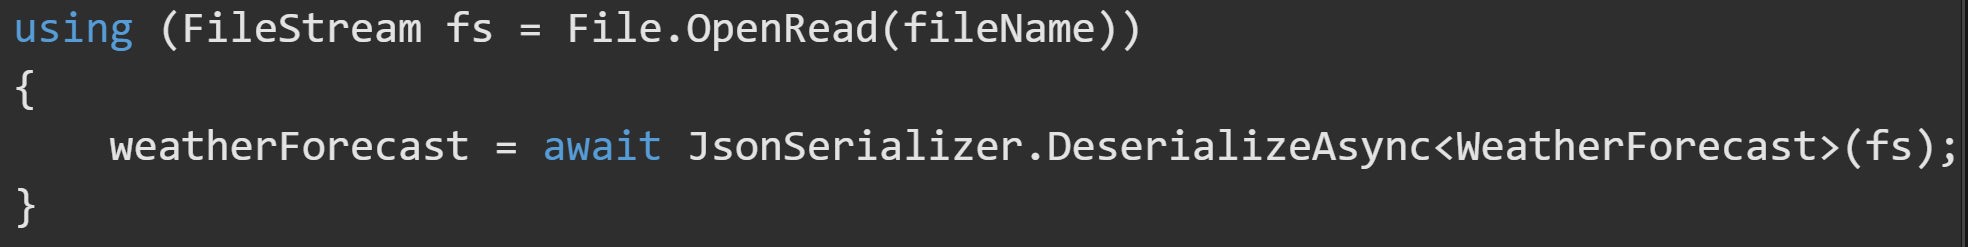 using (FileStream fs = File.OpenRead(fileName))
{
    weatherForecast = await JsonSerializer.DeserializeAsync<WeatherForecast>(fs);
}